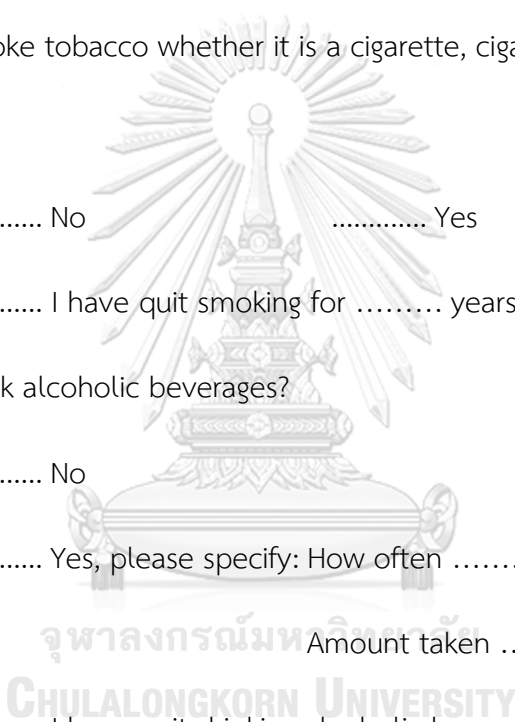 oke tobacco whether it is a cigarette, ciga
....... No ............. Yes
....... I have quit smoking for ......... years
k alcoholic beverages?
....... No
....... Yes, please specify: How often .......
Amount taken ..
จุฬาลงกรณ์มหาวิทยาลัย
CHULALONGKORN UNIVERSITY